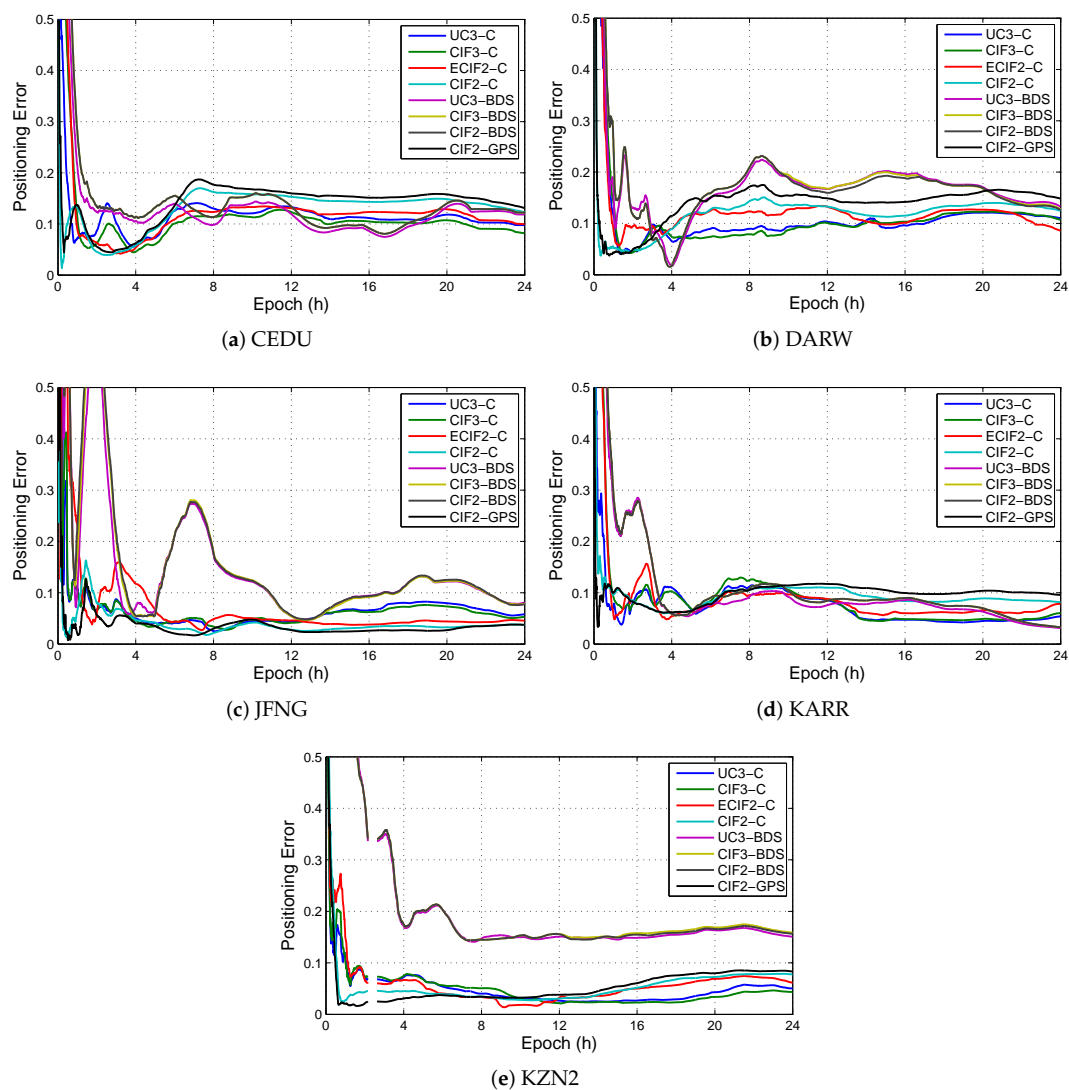 0.5
0.4
0.3
0.2
0.1
0
Positioning Error
UC3-C
CIF3-C
ECIF2-C
CIF2-C
UC3-BDS
CIF3-BDS
CIF2-BDS
CIF2-GPS
0 4 8 12 16 20 24
Epoch (h)
(a) CEDU
0.5
0.4
0.3
0.2
0.1
0
Positioning Error
UC3-C
CIF3-C
ECIF2-C
CIF2-C
UC3-BDS
CIF3-BDS
CIF2-BDS
CIF2-GPS
0 4 8 12 16 20 24
Epoch (h)
(b) DARW
0.5
0.4
0.3
0.2
0.1
0
Positioning Error
UC3-C
CIF3-C
ECIF2-C
CIF2-C
UC3-BDS
CIF3-BDS
CIF2-BDS
CIF2-GPS
0 4 8 12 16 20 24
Epoch (h)
(c) JFNG
0.5
0.4
0.3
0.2
0.1
0
Positioning Error
UC3-C
CIF3-C
ECIF2-C
CIF2-C
UC3-BDS
CIF3-BDS
CIF2-BDS
CIF2-GPS
0 4 8 12 16 20 24
Epoch (h)
(d) KARR
0.5
0.4
0.3
0.2
0.1
0
Positioning Error
UC3-C
CIF3-C
ECIF2-C
CIF2-C
UC3-BDS
CIF3-BDS
CIF2-BDS
CIF2-GPS
0 4 8 12 16 20 24
Epoch (h)
(e) KZN2